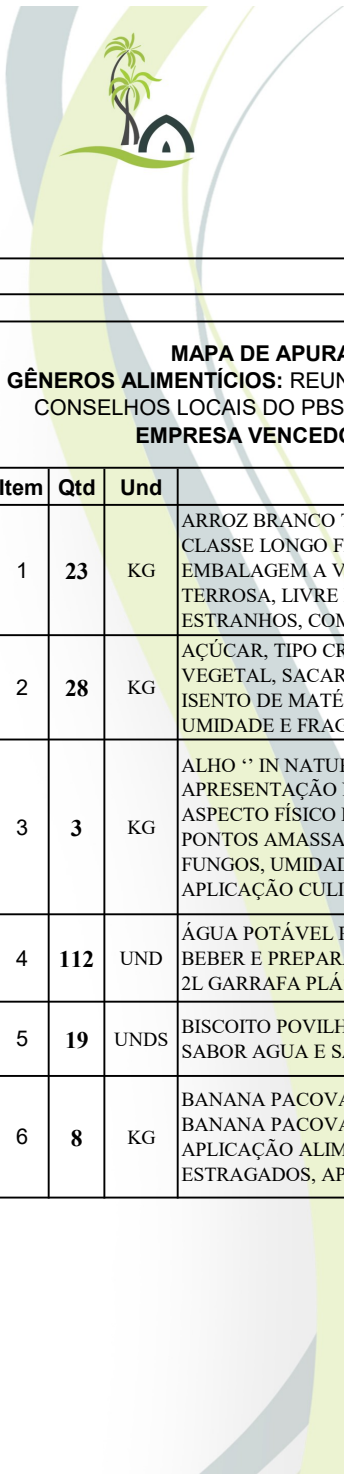 MAPA DE APURA
GÊNEROS ALIMENTÍCIOS: REUN
CONSELHOS LOCAIS DO PBS
EMPRESA VENCEDO
Item Qtd Und
1 23 KG ARROZ BRANCO
CLASSE LONGO F
EMBALAGEM A V
TERROSA, LIVRE
ESTRANHOS, COM
2 28 KG AÇÚCAR, TIPO CR
VEGETAL, SACAR
ISENTO DE MATÉ
UMIDADE E FRAG
3 3 KG ALHO ‘’ IN NATUR
APRESENTAÇÃO
ASPECTO FÍSICO
PONTOS AMASSA
FUNGOS, UMIDAD
APLICAÇÃO CULI
4 112 UND ÁGUA POTÁVEL
BEBER E PREPAR
2L GARRAFA PLÁ
5 19 UNDS BISCOITO POVILH
SABOR AGUA E SA
6 8 KG BANANA PACOVA
BANANA PACOVA
APLICAÇÃO ALIM
ESTRAGADOS, AP